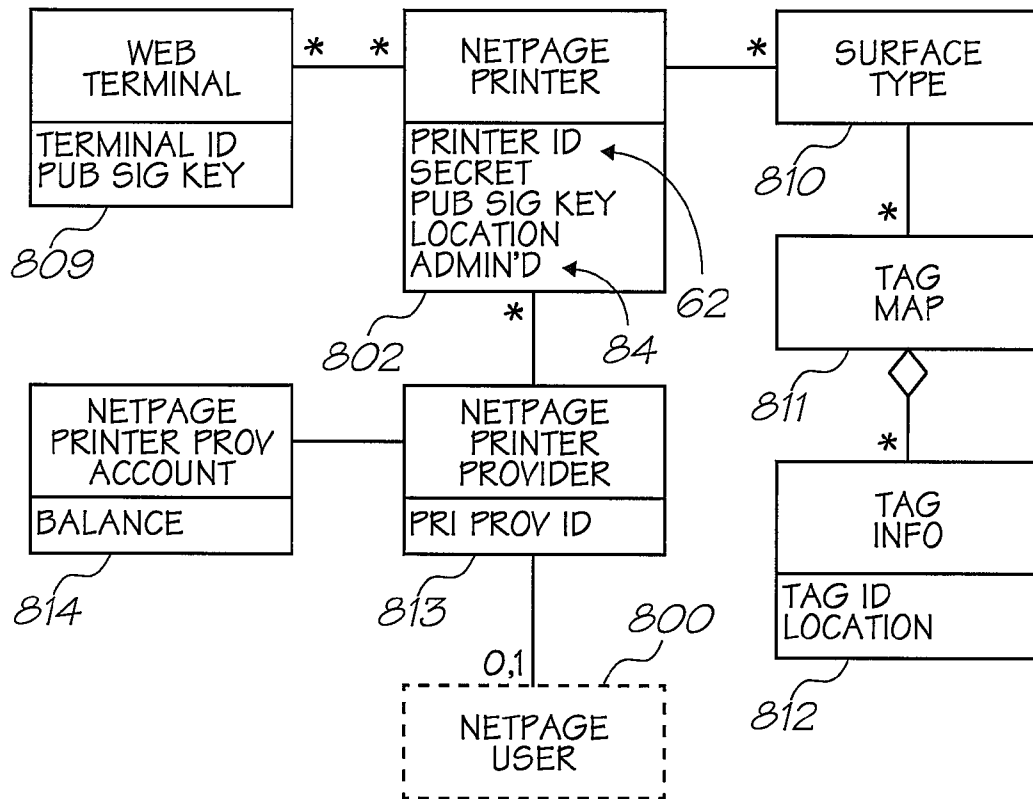 WEB
TERMINAL
TERMINAL ID
PUB SIG KEY
809
* *
NETPAGE
PRINTER
PRINTER ID
SECRET
PUB SIG KEY
LOCATION
ADMIN'D
62
84
802
*
*
SURFACE
TYPE
810
*
TAG
MAP
811
*
TAG
INFO
TAG ID
LOCATION
812
NETPAGE
PRINTER PROV
ACCOUNT
BALANCE
814
NETPAGE
PRINTER
PROVIDER
PRI PROV ID
813
800
0,1
NETPAGE
USER